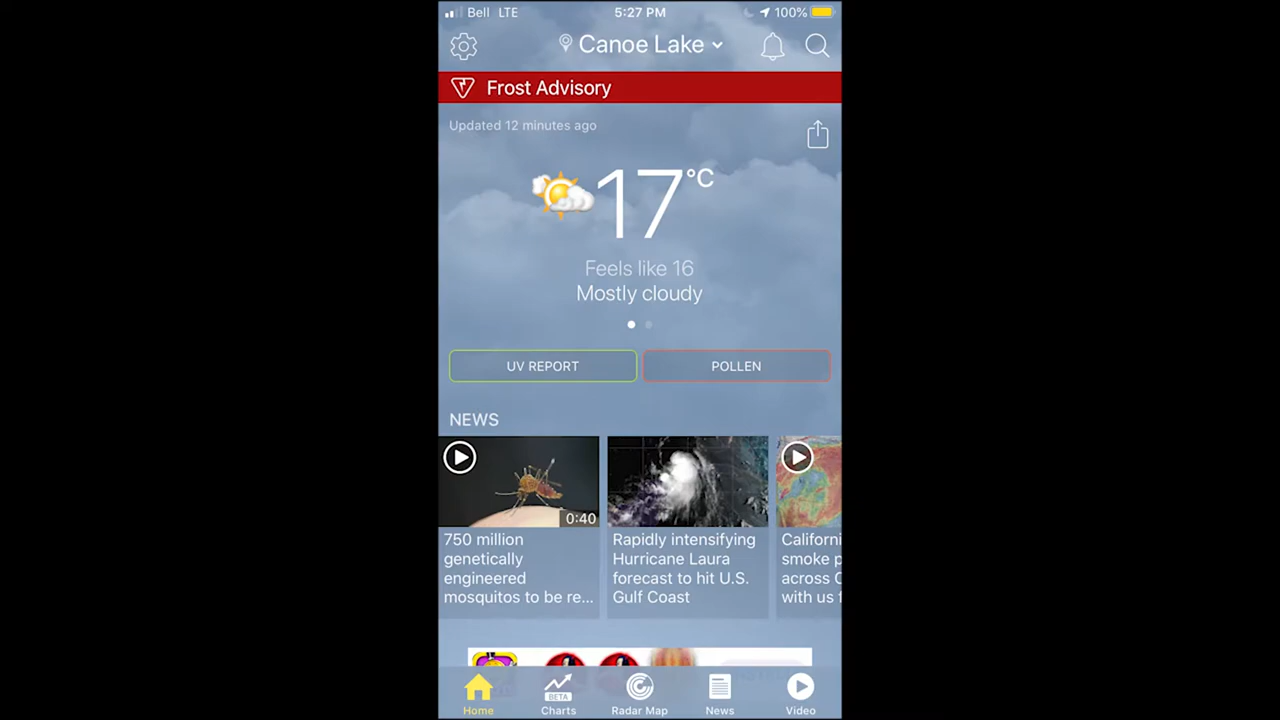 Bell LTE 5:27 PM 100%
Canoe Lake
Frost Advisory
Updated 12 minutes ago
17°C
Feels like 16
Mostly cloudy
UV REPORT POLLEN
NEWS
0:40
750 million
genetically
engineered
mosquitos to be re...
Rapidly intensifying
Hurricane Laura
forecast to hit U.S.
Gulf Coast
Californi
smoke p
across C
with us f
BETA
Home Charts Radar Map News Video